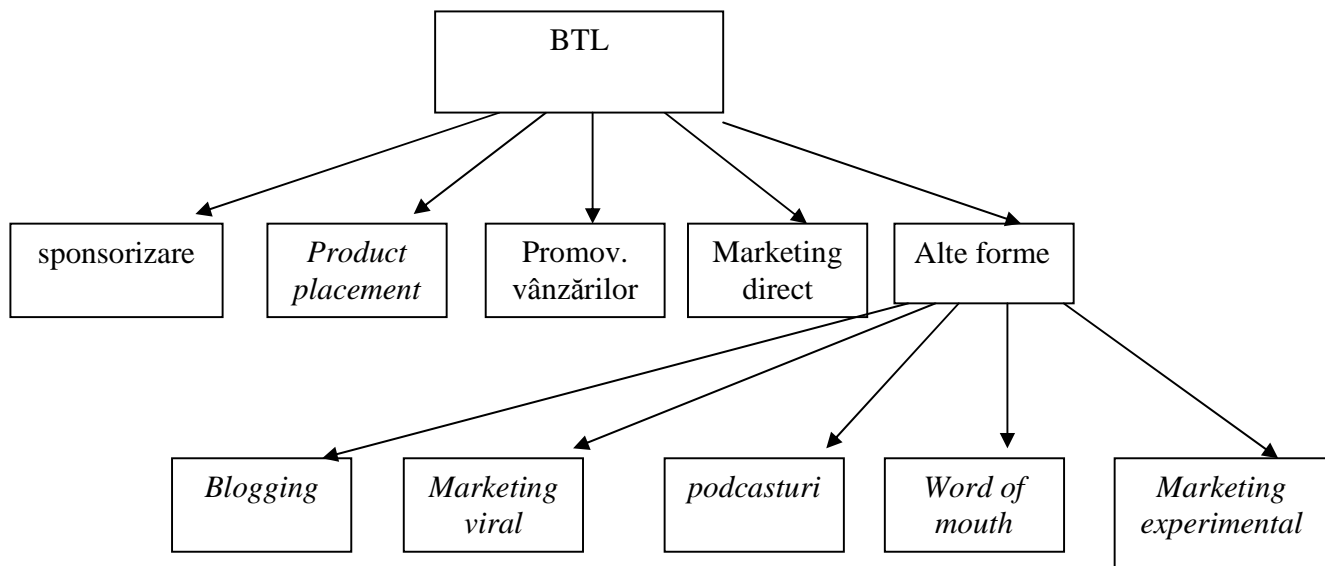 BTL
sponsorizare
Product
placement
Promov.
vânzărilor
Marketing
direct
Alte forme
Blogging
Marketing
viral
podcasturi
Word of
mouth
Marketing
experimental